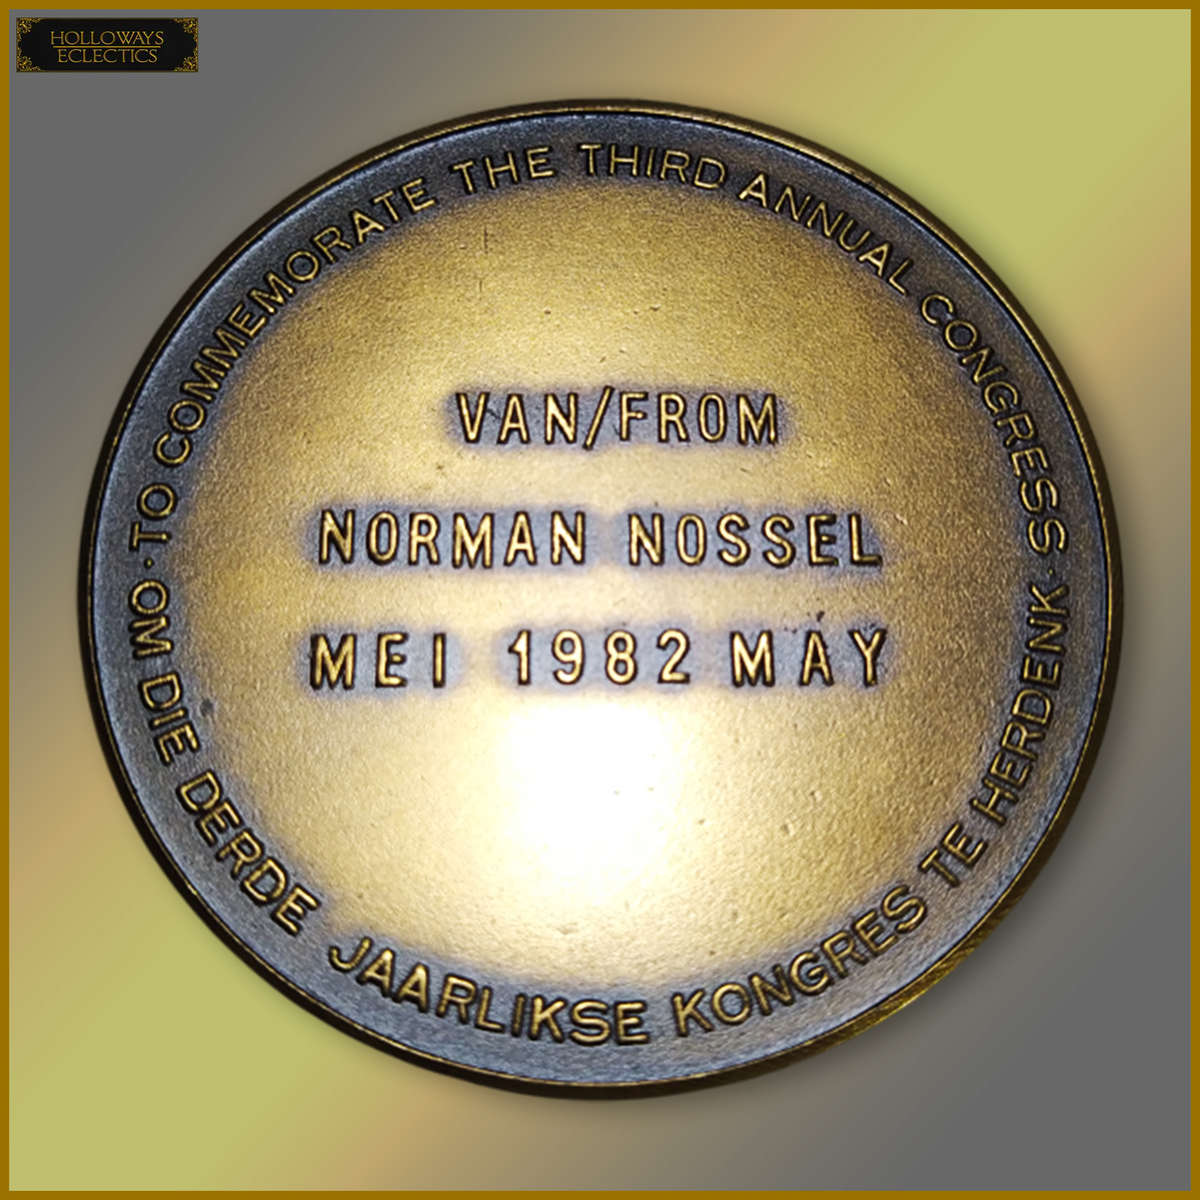 HOLLOWAYS
ECLECTICS
TO COMMEMORATE THE THIRD ANNUAL CONGRESS
VAN/FROM
NORMAN NOSSEL
MEI 1982 MAY
OM DIE DERDE JAARLIKSE KONGRES TE HERDENK